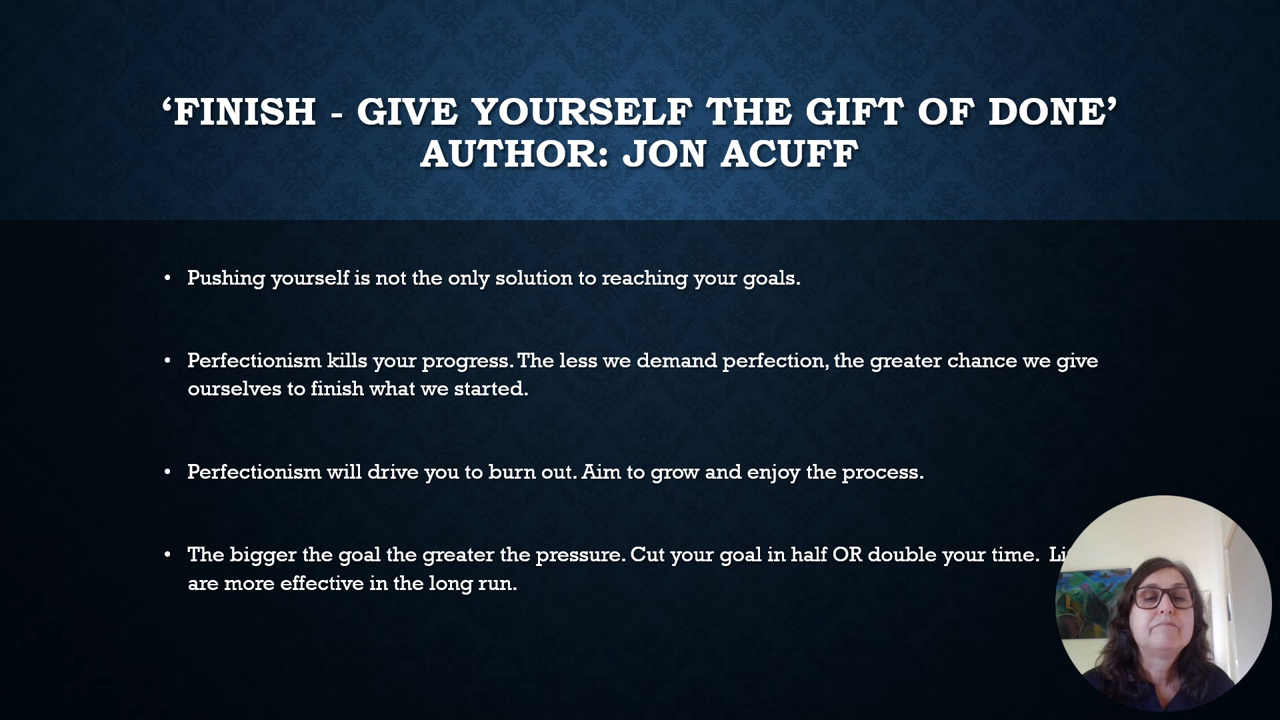 ‘FINISH - GIVE YOURSELF THE GIFT OF DONE’
AUTHOR: JON ACUFF
• Pushing yourself is not the only solution to reaching your goals.
• Perfectionism kills your progress. The less we demand perfection, the greater chance we give
ourselves to finish what we started.
• Perfectionism will drive you to burn out. Aim to grow and enjoy the process.
• The bigger the goal the greater the pressure. Cut your goal in half OR double your time.
are more effective in the long run.